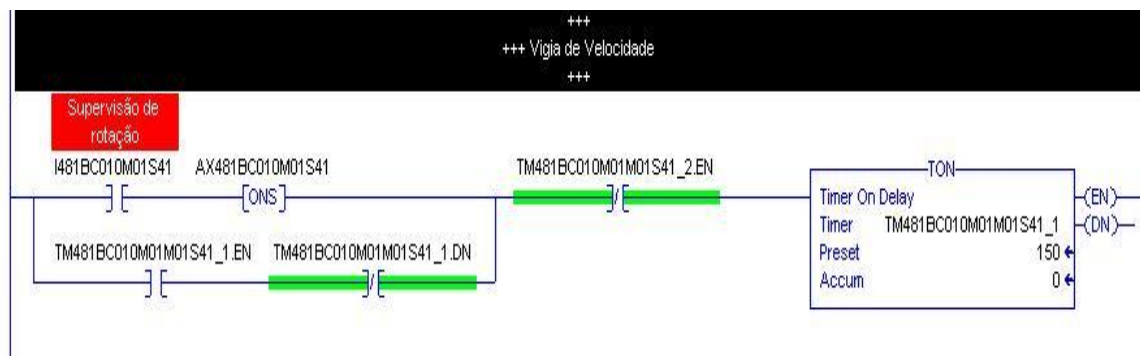 +++
+++ Vigia de Velocidade
+++
Supervisão de
rotação
I481BC010M01S41
AX481BC010M01S41
ONS
TM481BC010M01M01S41_2.EN
TON
Timer On Delay
Timer TM481BC010M01M01S41_1
Preset 150
Accum 0
EN
DN
TM481BC010M01M01S41_1.EN
TM481BC010M01M01S41_1.DN